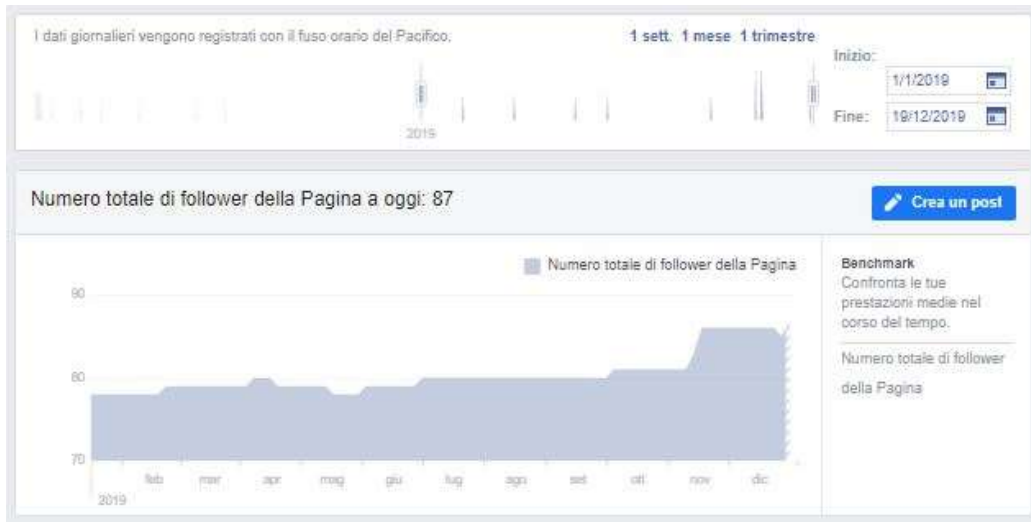 I dati giornalieri vengono registrati con il fuso orario del Pacifico.
1 sett. 1 mese 1 trimestre
Inizio:
1/1/2019
Fine:
19/12/2019
2019
Numero totale di follower della Pagina a oggi: 87
Crea un post
Numero totale di follower della Pagina
90
80
70
feb mar apr mag giu lug ago set ott nov dic
2019
Benchmark
Confronta le tue
prestazioni medie nel
corso del tempo.
Numero totale di follower
della Pagina